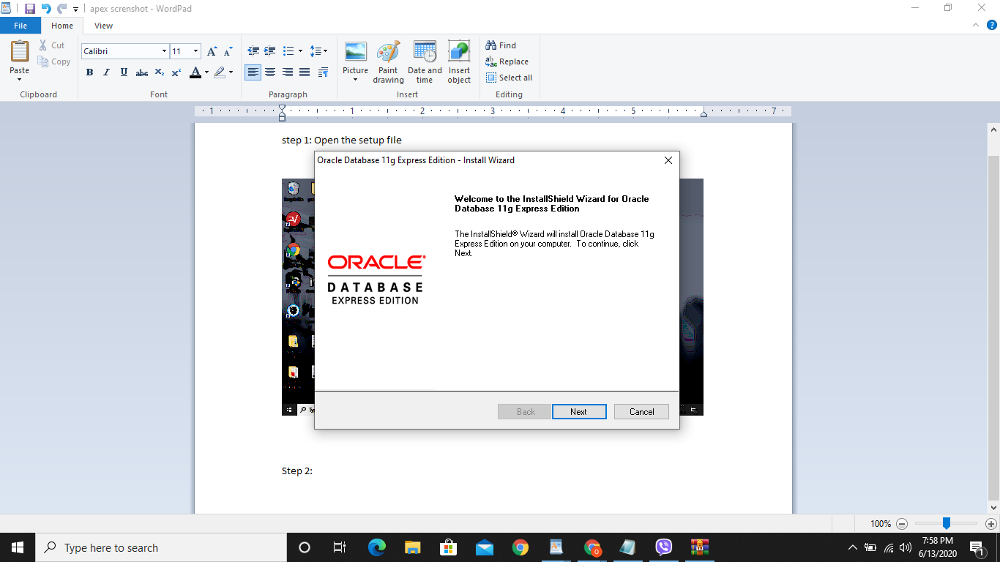 apex screnshot - WordPad
File
Home
View
Paste
Cut
Copy
Clipboard
Calibri
11
Font
Paragraph
Picture
Paint drawing
Date and time
Insert object
Insert
Find
Replace
Select all
Editing
1 1 2 3 4 5 7
step 1: Open the setup file
Oracle Database 11g Express Edition - Install Wizard
Welcome to the InstallShield Wizard for Oracle
Database 11g Express Edition
The InstallShield® Wizard will install Oracle Database 11g
Express Edition on your computer. To continue, click
Next.
ORACLE®
DATABASE
EXPRESS EDITION
Back
Next
Cancel
Step 2:
100%
Type here to search
7:58 PM
6/13/2020
1